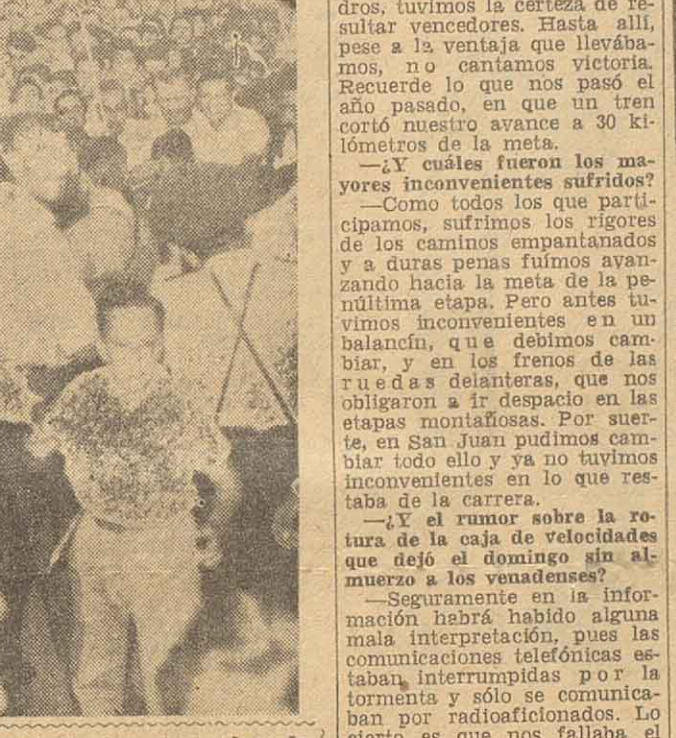 dros, tuvimos la certeza de re-
sultar vencedores. Hasta allí,
pese a la ventaja que llevába-
mos, no cantamos victoria.
Recuerde lo que nos pasó el
año pasado, en que un tren
cortó nuestro avance a 30 ki-
lómetros de la meta.
—¿Y cuáles fueron los ma-
yores inconvenientes sufridos?
—Como todos los que parti-
cipamos, sufrimos los rigores
de los caminos empantanados
y a duras penas fuímos avan-
zando hacia la meta de la pe-
núltima etapa. Pero antes tu-
vimos inconvenientes en un
balancín, que debimos cam-
biar, y en los frenos de las
ruedas delanteras, que nos
obligaron a ir despacio en las
etapas montañosas. Por suer-
te, en San Juan pudimos cam-
biar todo ello y ya no tuvimos
inconvenientes en lo que res-
taba de la carrera.
—¿Y el rumor sobre la ro-
tura de la caja de velocidades
que dejó el domingo sin al-
muerzo a los venadenses?
—Seguramente en la infor-
mación habrá habido alguna
mala interpretación, pues las
comunicaciones telefónicas es-
taban interrumpidas por la
tormenta y sólo se comunica-
ban por radioaficionados. Lo
cierto es que nos fallaba el